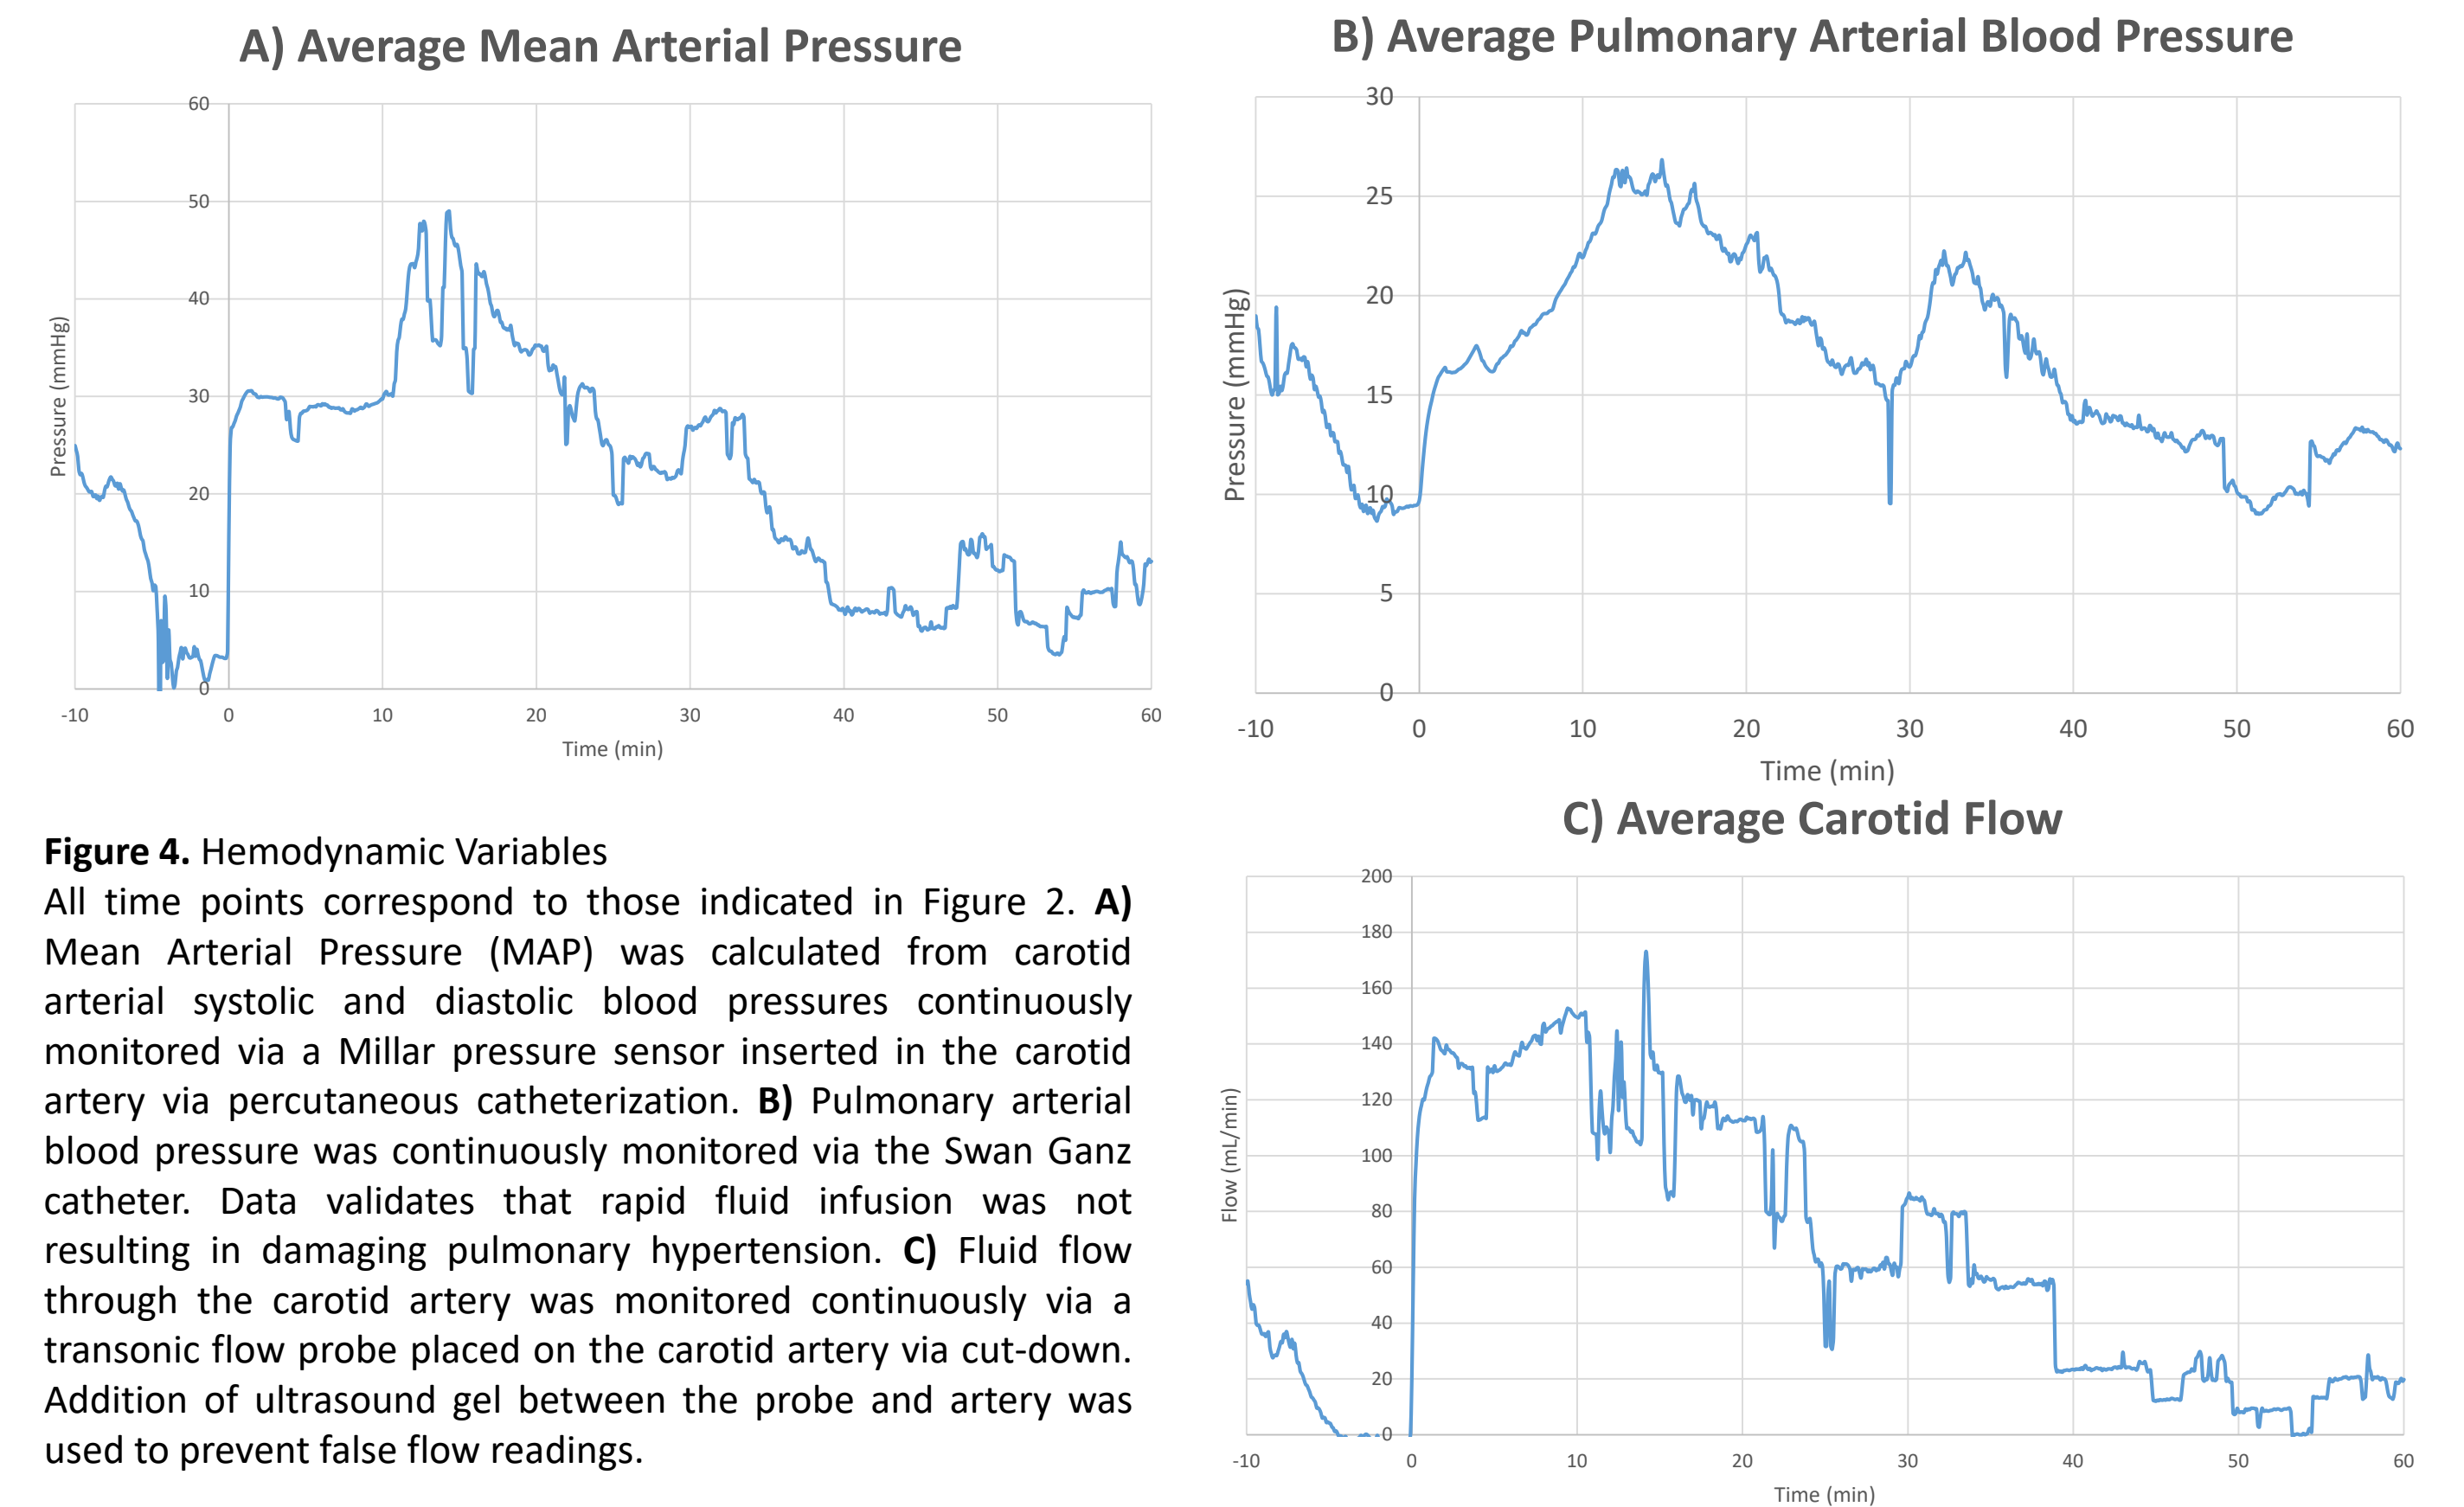 A) Average Mean Arterial Pressure
60
50
40
30
20
10
0
Pressure (mmHg)
-10 0 10 20 30 40 50 60
Time (min)
B) Average Pulmonary Arterial Blood Pressure
30
25
20
15
10
5
0
Pressure (mmHg)
-10 0 10 20 30 40 50 60
Time (min)
Figure 4. Hemodynamic Variables
All time points correspond to those indicated in Figure 2. A)
Mean Arterial Pressure (MAP) was calculated from carotid
arterial systolic and diastolic blood pressures continuously
monitored via a Millar pressure sensor inserted in the carotid
artery via percutaneous catheterization. B) Pulmonary arterial
blood pressure was continuously monitored via the Swan Ganz
catheter. Data validates that rapid fluid infusion was not
resulting in damaging pulmonary hypertension. C) Fluid flow
through the carotid artery was monitored continuously via a
transonic flow probe placed on the carotid artery via cut-down.
Addition of ultrasound gel between the probe and artery was
used to prevent false flow readings.
C) Average Carotid Flow
200
180
160
140
120
100
80
60
40
20
0
Flow (mL/min)
-10 0 10 20 30 40 50 60
Time (min)